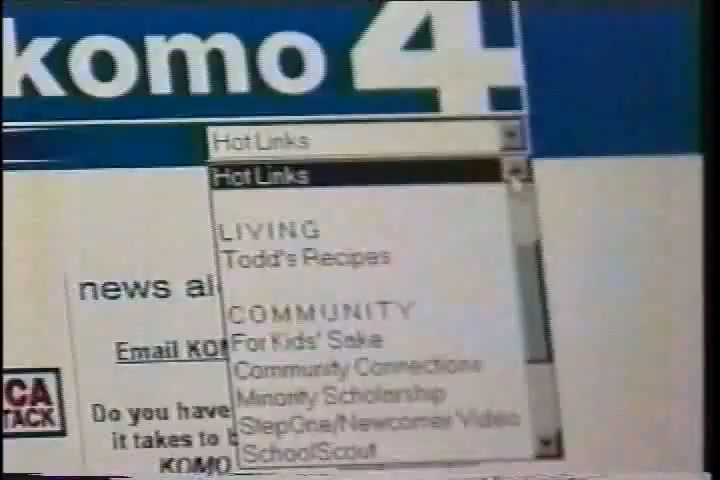 komo 4
Hot Links
Hot Links
LIVING
Todd's Recipes
news al
COMMUNITY
For Kids' Sake
Email KO
Community Connections
CA
TACK
Minority Scholarship
Do you have
StepOne/Newcomer Video
it takes to b
SchoolScout
KOMO